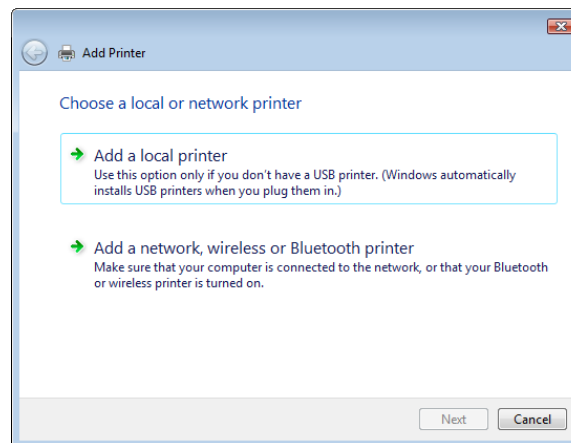 Add Printer
Choose a local or network printer
Add a local printer
Use this option only if you don't have a USB printer. (Windows automatically
installs USB printers when you plug them in.)
Add a network, wireless or Bluetooth printer
Make sure that your computer is connected to the network, or that your Bluetooth
or wireless printer is turned on.
Next
Cancel